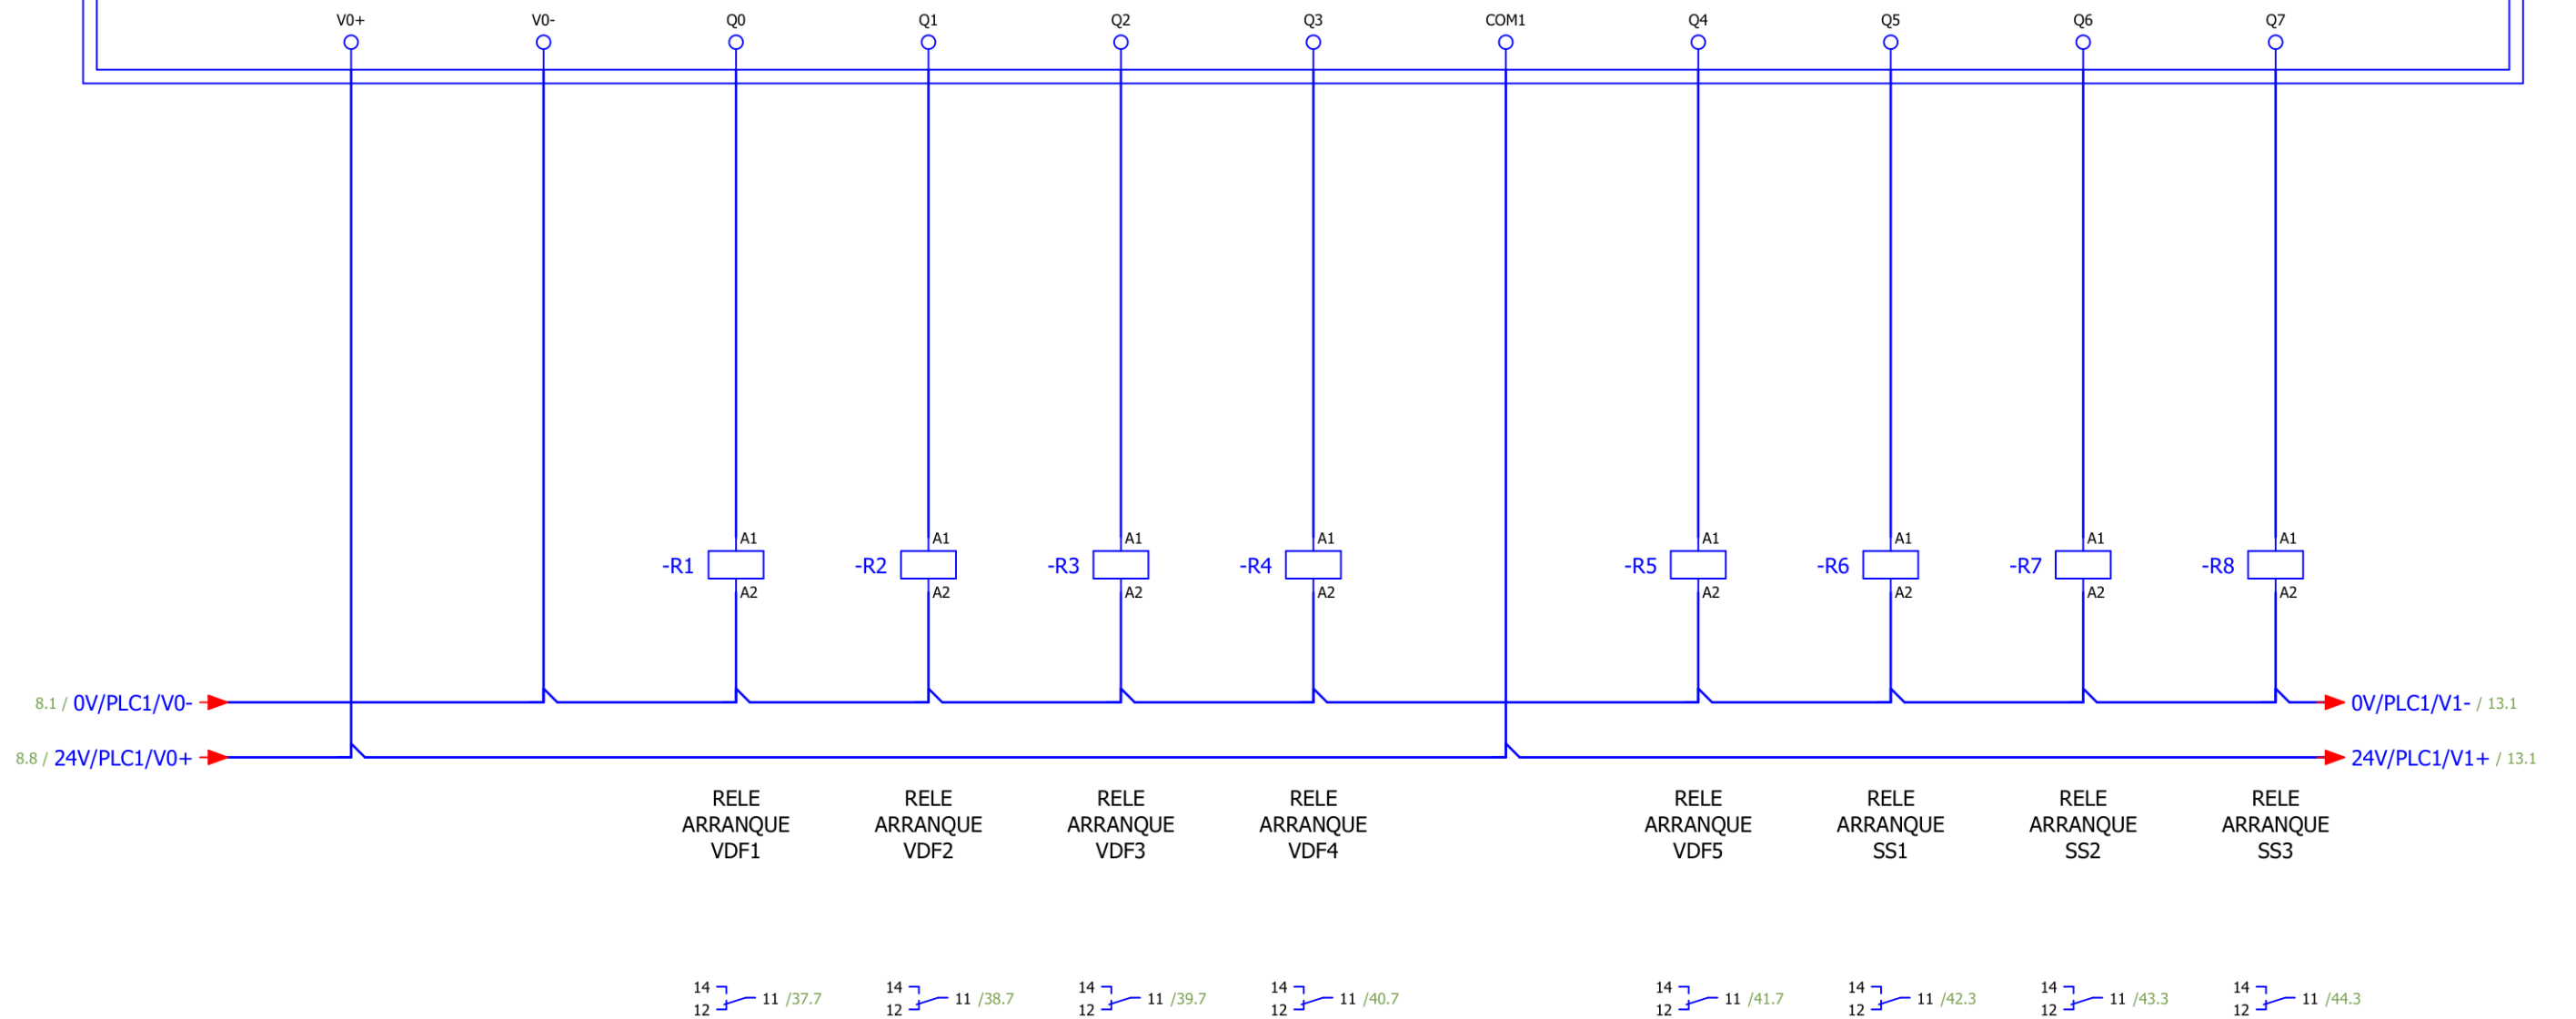 V0+ V0- Q0 Q1 Q2 Q3 COM1 Q4 Q5 Q6 Q7
A1 A1 A1 A1 A1 A1 A1 A1
-R1 -R2 -R3 -R4 -R5 -R6 -R7 -R8
A2 A2 A2 A2 A2 A2 A2 A2
8.1 / 0V/PLC1/V0- 0V/PLC1/V1- / 13.1
8.8 / 24V/PLC1/V0+ 24V/PLC1/V1+ / 13.1
RELE RELE RELE RELE RELE RELE RELE RELE
ARRANQUE ARRANQUE ARRANQUE ARRANQUE ARRANQUE ARRANQUE ARRANQUE ARRANQUE
VDF1 VDF2 VDF3 VDF4 VDF5 SS1 SS2 SS3
14 14 14 14 14 14 14 14
11 /37.7 11 /38.7 11 /39.7 11 /40.7 11 /41.7 11 /42.3 11 /43.3 11 /44.3
12 12 12 12 12 12 12 12